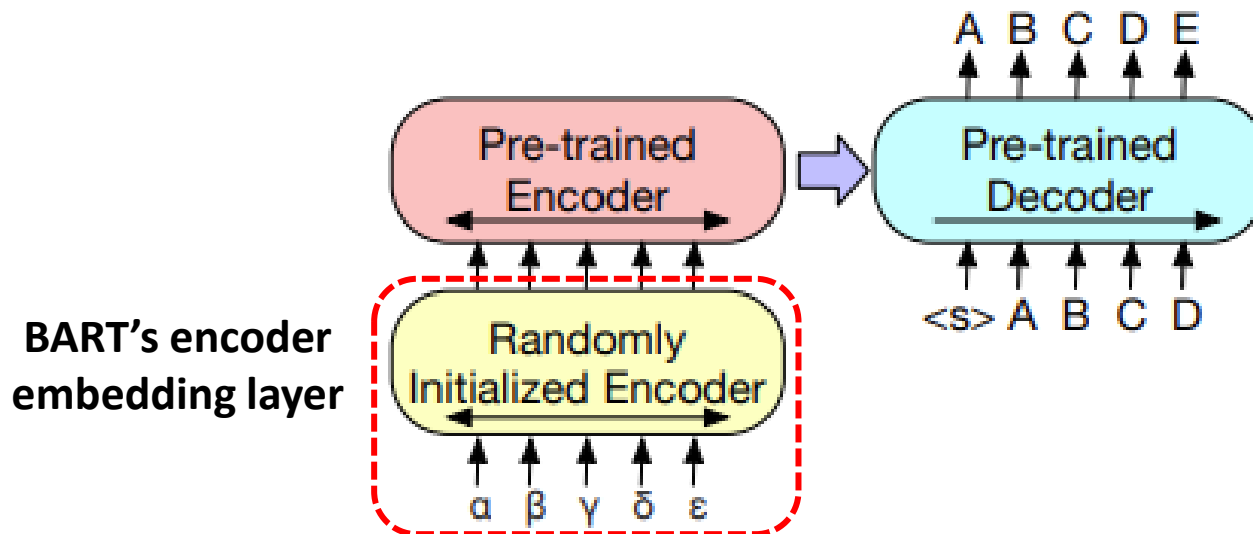 A B C D E
Pre-trained
Encoder
Pre-trained
Decoder
<s> A B C D
BART's encoder
embedding layer
Randomly
Initialized Encoder
α β γ δ ε